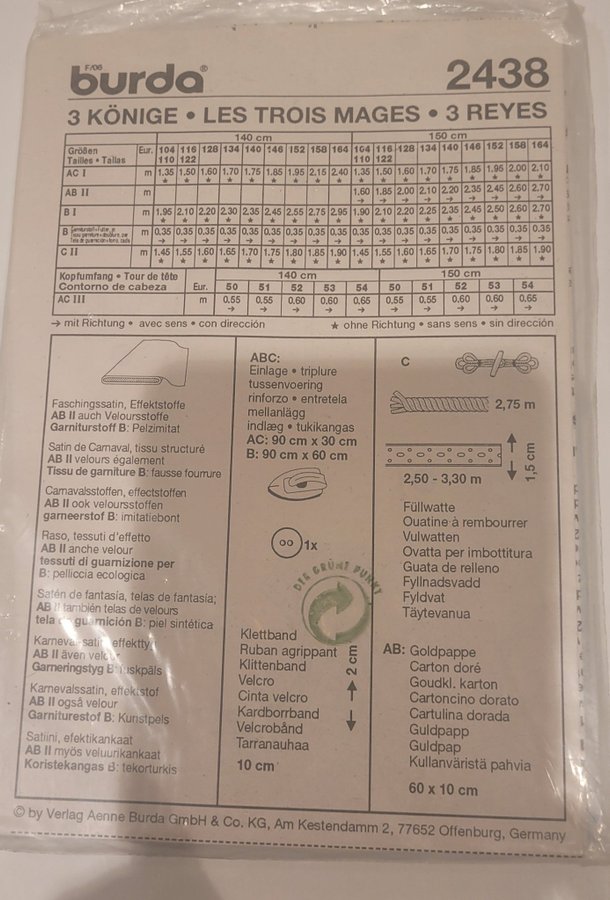 F/06
burda®
2438
3 KÖNIGE • LES TROIS MAGES • 3 REYES
140 cm 150 cm
Größen Tailles • Tallas Eur. 104 110 116 122 128 134 140 146 152 158 164 104 110 116 122 128 134 140 146 152 158 164
AC I m 1.35 1.50 1.60 1.70 1.75 1.85 1.95 2.15 2.40 1.35 1.50 1.60 1.70 1.75 1.85 1.95 2.00 2.10
AB II m 1.60 1.85 2.00 2.10 2.20 2.35 2.45 2.60 2.70
B I m 1.95 2.10 2.20 2.30 2.35 2.45 2.55 2.75 2.95 1.90 2.10 2.20 2.25 2.35 2.45 2.50 2.60 2.70
B m 0.35 0.35 0.35 0.35 0.35 0.35 0.35 0.35 0.35 0.35 0.35 0.35 0.35 0.35 0.35 0.35 0.35 0.35
C II m 1.45 1.55 1.60 1.65 1.70 1.75 1.80 1.85 1.90 1.45 1.55 1.60 1.65 1.70 1.75 1.80 1.85 1.90
Kopfumfang • Tour de tête 140 cm 150 cm
Contorno de cabeza Eur. 50 51 52 53 54 50 51 52 53 54
AC III m 0.55 0.55 0.60 0.60 0.65 0.55 0.55 0.60 0.60 0.65
→ mit Richtung • avec sens • con dirección ★ ohne Richtung • sans sens • sin dirección
Faschingssatin, Effektstoffe
AB II auch Veloursstoffe
Garniturstoff B: Pelzimitat
Satin de Carnaval, tissu structuré
AB II velours également
Tissu de garniture B: fausse fourrure
Carnavalsstoffen, effectstoffen
AB II ook veloursstoffen
garneerstof B: imitatiebont
Raso, tessuti d'effetto
AB II anche velour
tessuti di guarnizione per
B: pelliccia ecologica
Satén de fantasía, telas de fantasia;
AB II también telas de velours
tela de guarnición B: piel sintética
Karneval-satin, effekttyg
AB II även velour
Garneringstyg B: luskpäls
Karnevalssatin, effektstof
AB II også velour
Garniturestof B: Kunstpels
Satiini, efektikankaat
AB II myös veluurikankaat
Koristekangas B: tekorturkis
ABC:
Einlage • triplure
tussenvoering
rinforzo • entretela
mellanlägg
indlæg • tukikangas
AC: 90 cm x 30 cm
B: 90 cm x 60 cm
1x
DER GRÜNE PUNKT
Klettband
Ruban agrippant
Klittenband
Velcro
Cinta velcro
Kardborrband
Velcrobånd
Tarranauhaa
2 cm
10 cm
C
2,75 m
1,5 cm
2,50 - 3,30 m
Füllwatte
Ouatine à rembourrer
Vulwatten
Ovatta per imbottitura
Guata de relleno
Fyllnadsvadd
Fyldvat
Täytevanua
AB: Goldpappe
Carton doré
Goudkl. karton
Cartoncino dorato
Cartulina dorada
Guldpapp
Guldpap
Kullanväristä pahvia
60 x 10 cm
© by Verlag Aenne Burda GmbH & Co. KG, Am Kestendamm 2, 77652 Offenburg, Germany